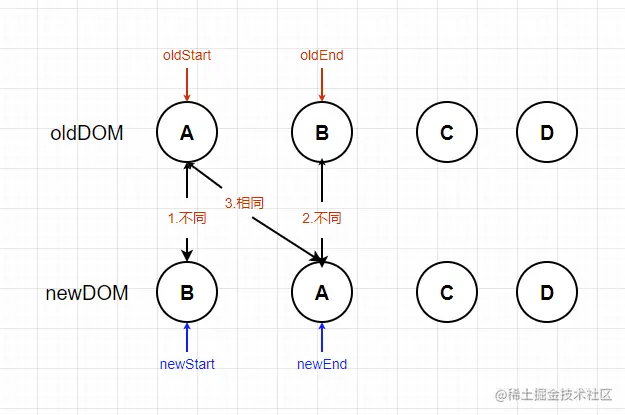 oldStart oldEnd
oldDOM A B C D
3.相同
1.不同 2.不同
newDOM B A C D
newStart newEnd
@稀土掘金技术社区